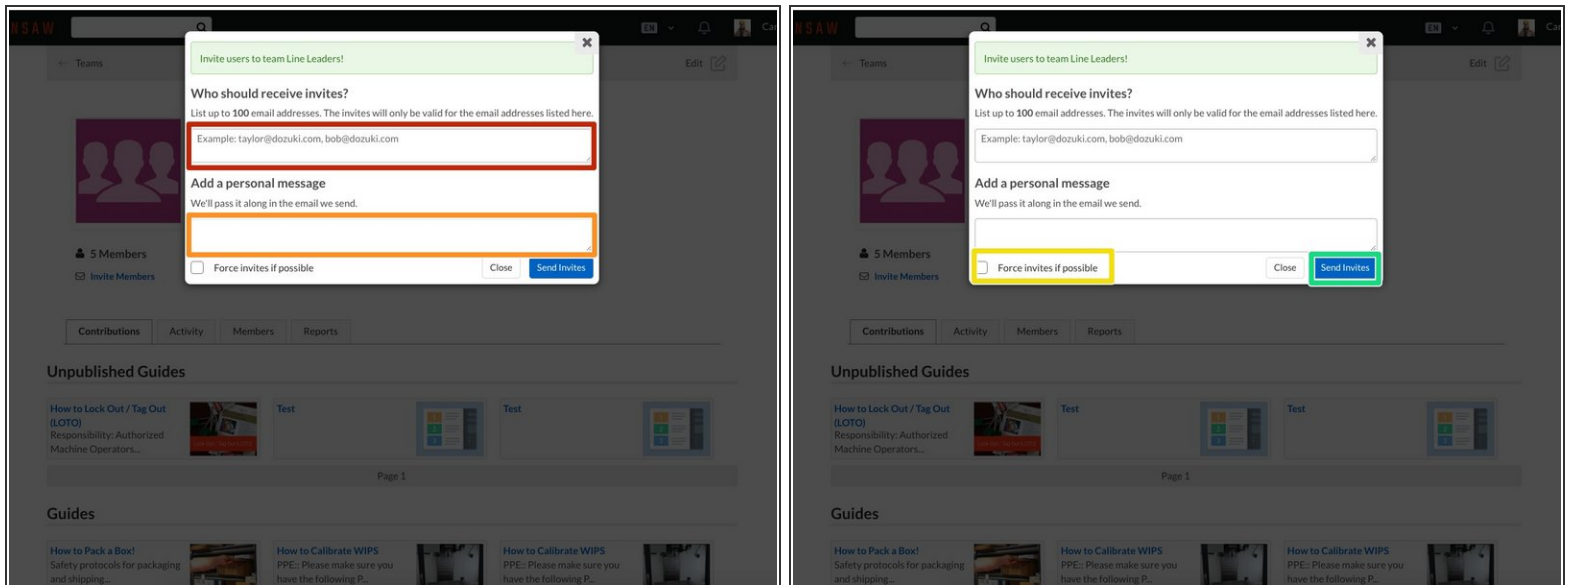 NSAW
EN
Teams
Edit
Invite users to team Line Leaders!
Who should receive invites?
List up to 100 email addresses. The invites will only be valid for the email addresses listed here.
Example: taylor@dozuki.com, bob@dozuki.com
Add a personal message
We'll pass it along in the email we send.
Force invites if possible
Close
Send Invites
5 Members
Invite Members
Contributions
Activity
Members
Reports
Unpublished Guides
How to Lock Out / Tag Out
(LOTO)
Responsibility: Authorized
Machine Operators...
Test
Test
Page 1
Guides
How to Pack a Box!
Safety protocols for packaging
and shipping...
How to Calibrate WIPS
PPE:: Please make sure you
have the following P...
How to Calibrate WIPS
PPE:: Please make sure you
have the following P...
NSAW
EN
Teams
Edit
Invite users to team Line Leaders!
Who should receive invites?
List up to 100 email addresses. The invites will only be valid for the email addresses listed here.
Example: taylor@dozuki.com, bob@dozuki.com
Add a personal message
We'll pass it along in the email we send.
Force invites if possible
Close
Send Invites
5 Members
Invite Members
Contributions
Activity
Members
Reports
Unpublished Guides
How to Lock Out / Tag Out
(LOTO)
Responsibility: Authorized
Machine Operators...
Test
Test
Page 1
Guides
How to Pack a Box!
Safety protocols for packaging
and shipping...
How to Calibrate WIPS
PPE:: Please make sure you
have the following P...
How to Calibrate WIPS
PPE:: Please make sure you
have the following P...